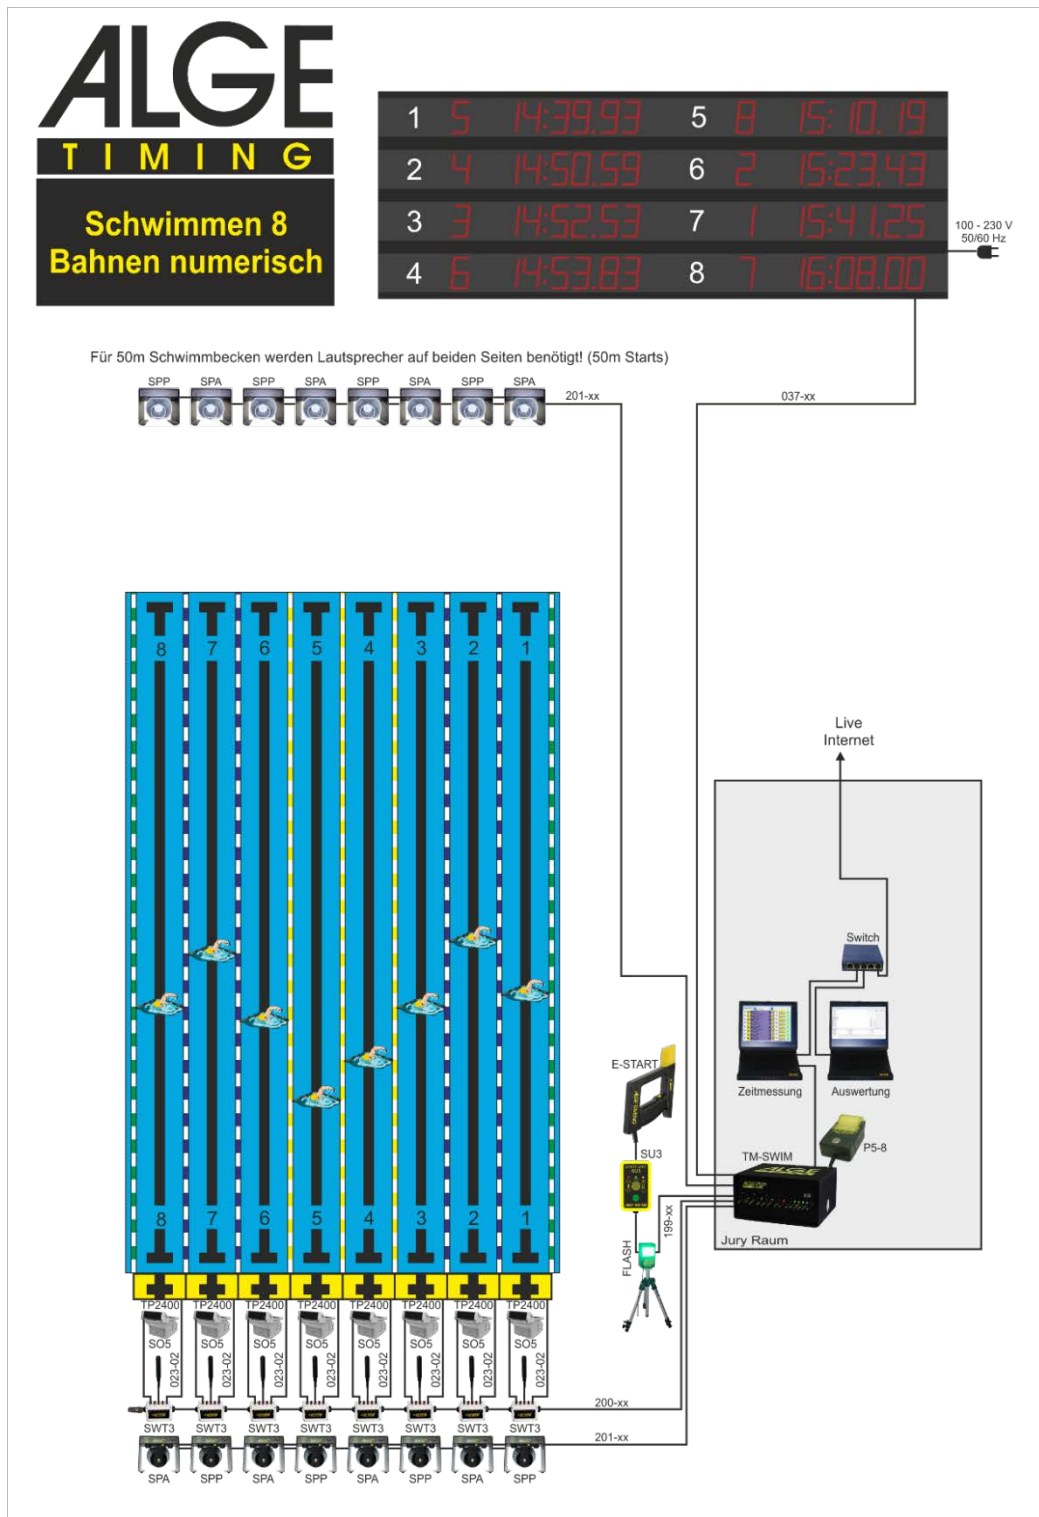 ALGE
TIMING
Schwimmen 8
Bahnen numerisch
1 5 14:39.93 5 8 15:10.19
2 4 14:50.59 6 2 15:23.43
3 3 14:52.53 7 1 15:41.25
4 6 14:53.83 8 7 16:08.00
100 - 230 V
50/60 Hz
Für 50m Schwimmbecken werden Lautsprecher auf beiden Seiten benötigt! (50m Starts)
SPP SPA SPP SPA SPP SPA SPP SPA
201-xx
037-xx
8 7 6 5 4 3 2 1
Live
Internet
Switch
Zeitmessung
Auswertung
E-START
SU3
P5-8
TM-SWIM
ALGE
199-xx
FLASH
Jury Raum
8 7 6 5 4 3 2 1
TP2400 TP2400 TP2400 TP2400 TP2400 TP2400 TP2400 TP2400
SO5 SO5 SO5 SO5 SO5 SO5 SO5 SO5
023-02 023-02 023-02 023-02 023-02 023-02 023-02 023-02
200-xx
SWT3 SWT3 SWT3 SWT3 SWT3 SWT3 SWT3 SWT3
201-xx
SPA SPP SPA SPP SPA SPP SPA SPP